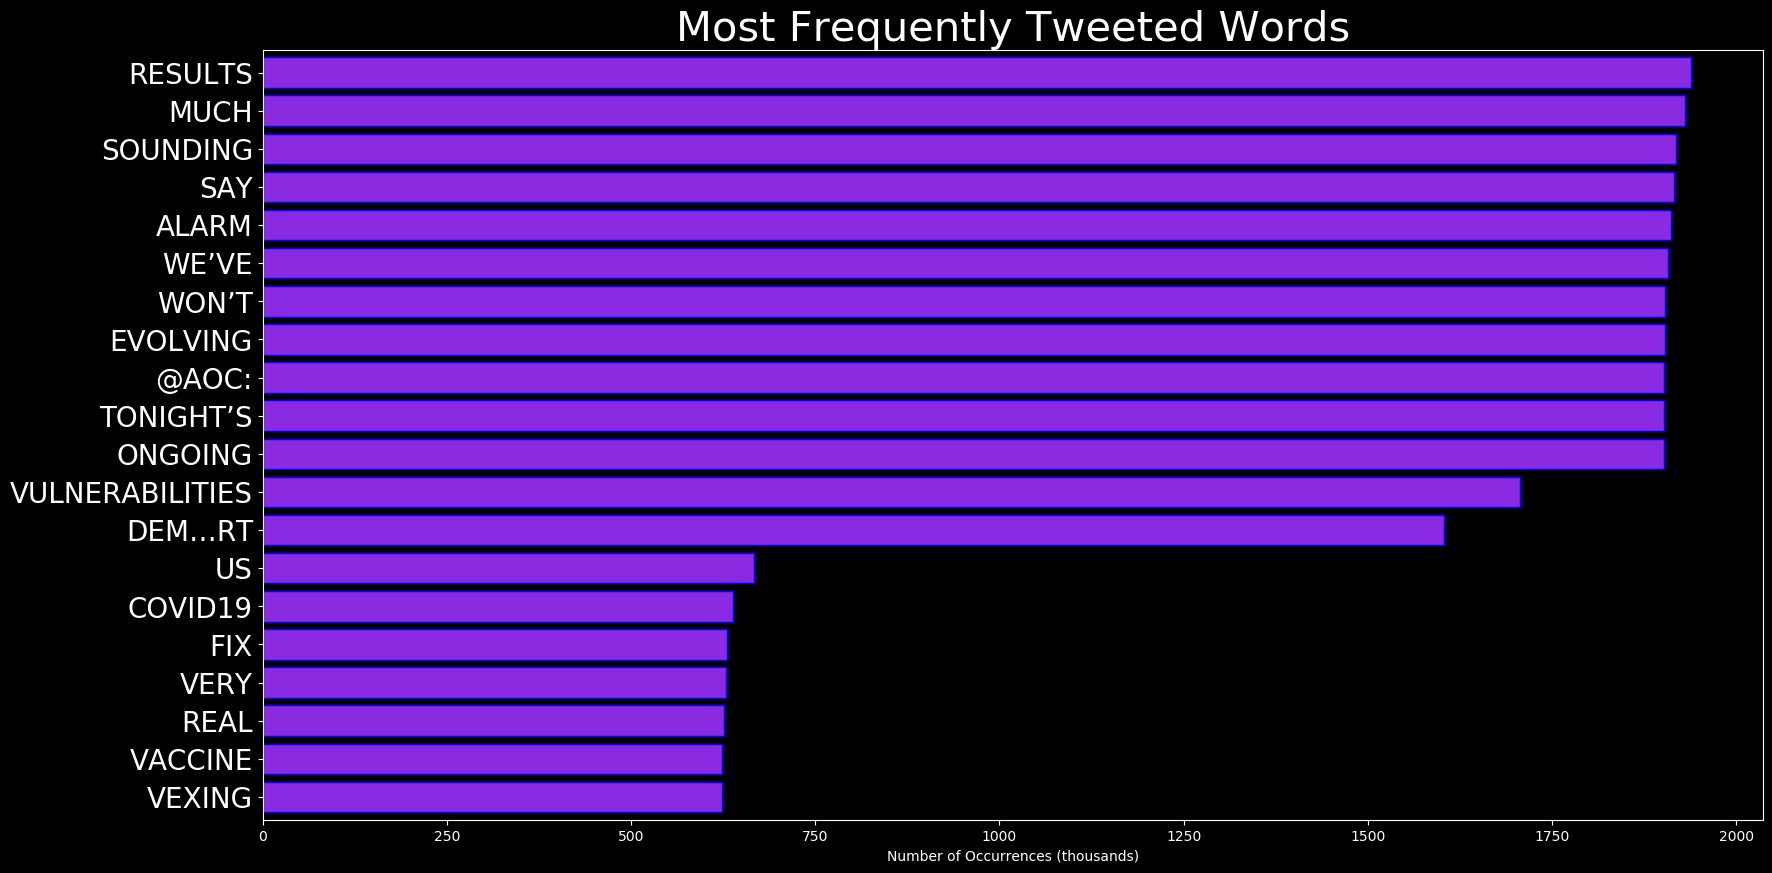 Most Frequently Tweeted Words
RESULTS
MUCH
SOUNDING
SAY
ALARM
WE’VE
WON’T
EVOLVING
@AOC:
TONIGHT’S
ONGOING
VULNERABILITIES
DEM…RT
US
COVID19
FIX
VERY
REAL
VACCINE
VEXING
0 250 500 750 1000 1250 1500 1750 2000
Number of Occurrences (thousands)